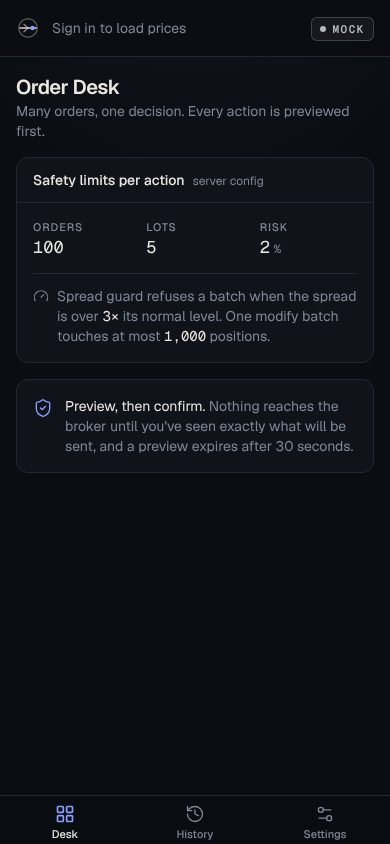 Sign in to load prices
MOCK
Order Desk
Many orders, one decision. Every action is previewed
first.
Safety limits per action server config
ORDERS LOTS RISK
100 5 2 %
Spread guard refuses a batch when the spread
is over 3× its normal level. One modify batch
touches at most 1,000 positions.
Preview, then confirm. Nothing reaches the
broker until you've seen exactly what will be
sent, and a preview expires after 30 seconds.
Desk History Settings